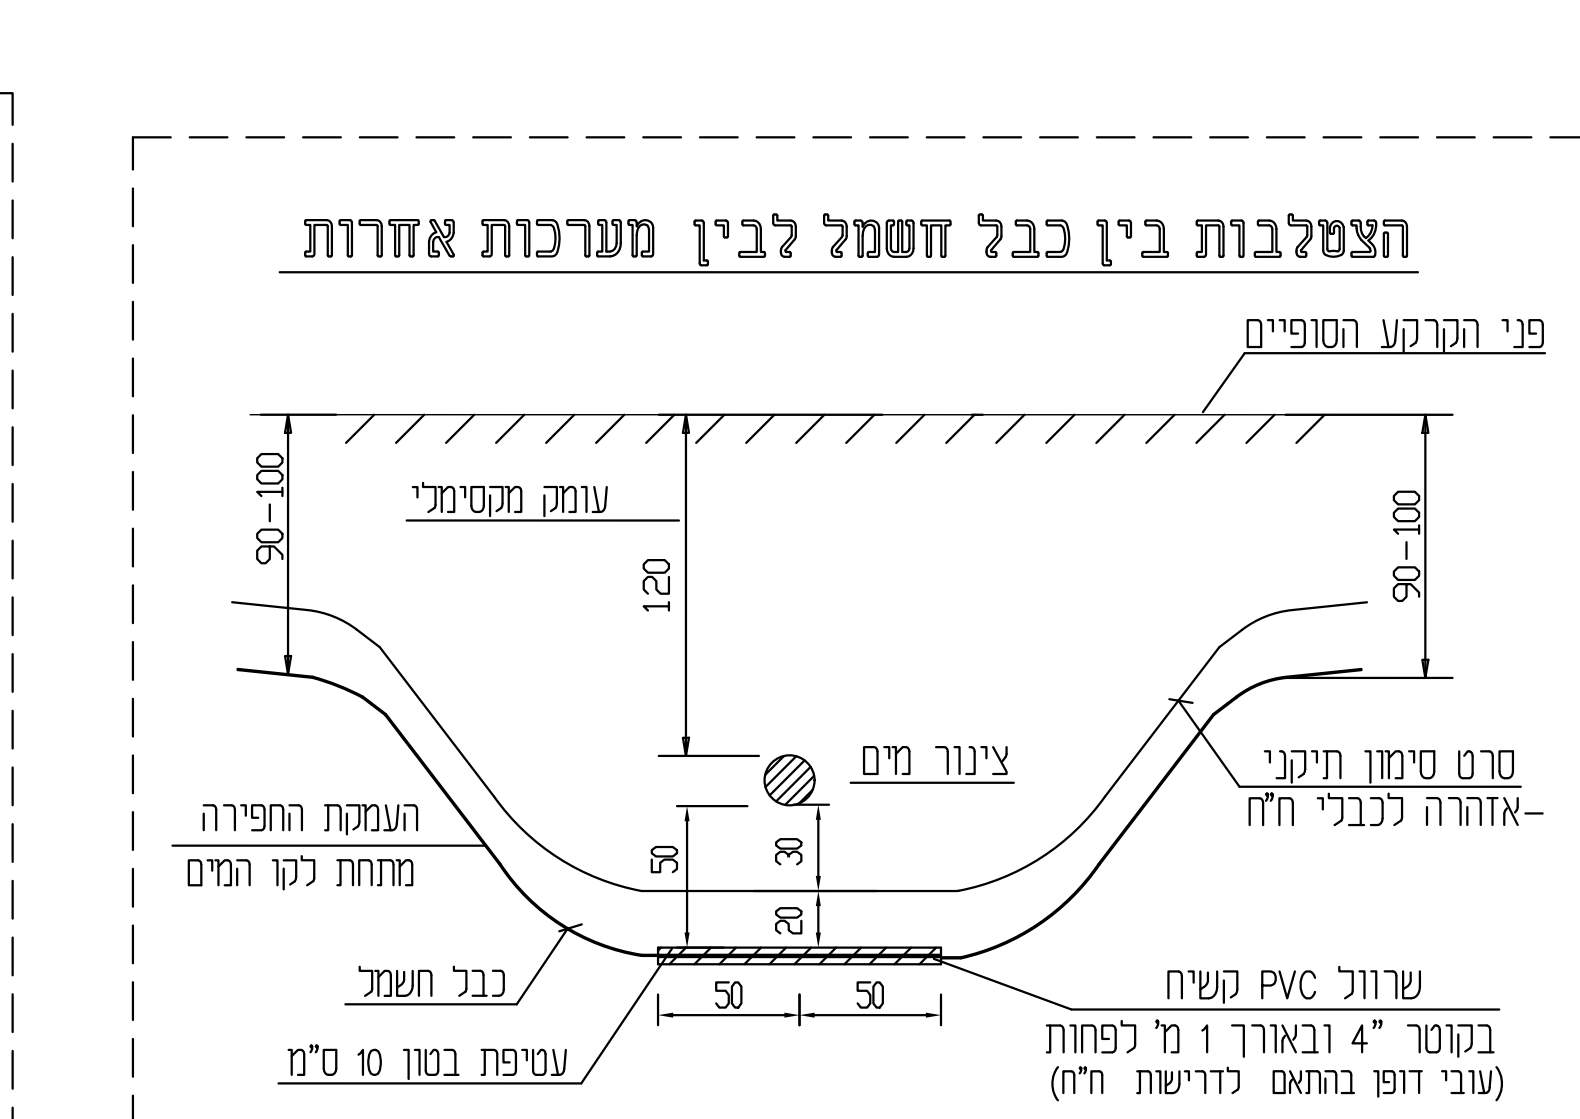 הצטלבות בין כבל חשמל לבין מערכות אחרות
פני הקרקע הסופיים
90-100
עומק מקסימלי
120
90-100
צינור מים
סרט סימון תיקני
-אזהרה לכבלי ח"ח
העמקת החפירה
מתחת לקו המים
50
30
20
כבל חשמל
50
50
שרוול PVC קשיח
בקוטר 4" ובאורך 1 מ' לפחות
(עובי דופן בהתאם לדרישות ח"ח)
עטיפת בטון 10 ס"מ